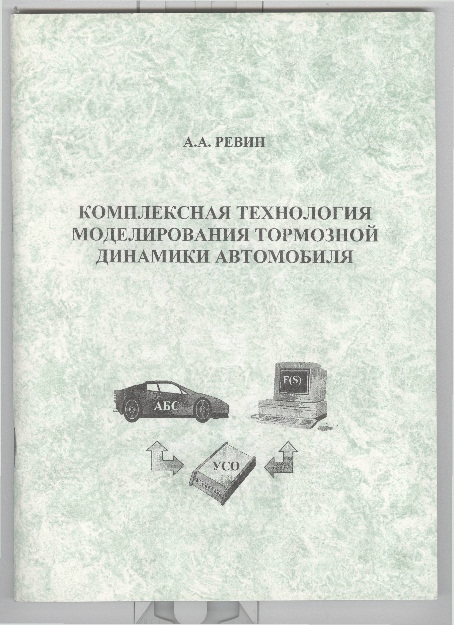 А.А. РЕВИН
КОМПЛЕКСНАЯ ТЕХНОЛОГИЯ
МОДЕЛИРОВАНИЯ ТОРМОЗНОЙ
ДИНАМИКИ АВТОМОБИЛЯ
F(S)
АБС
УСО